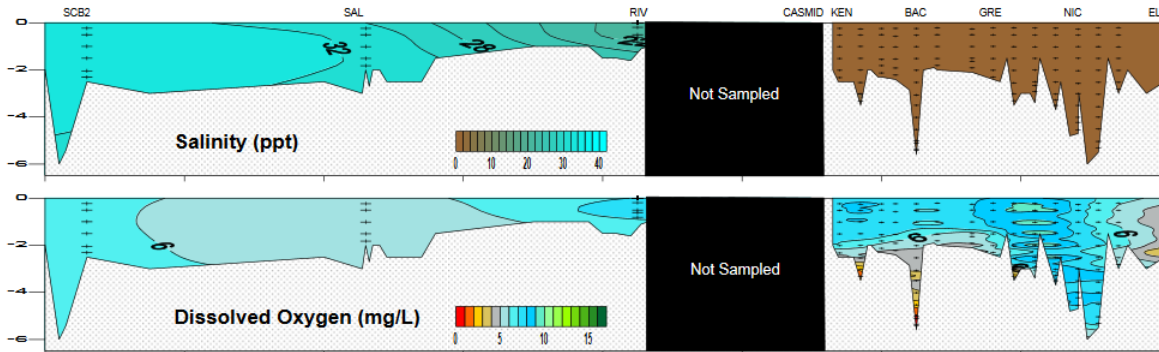 SCB2 SAL RIV CASMID KEN BAC GRE NIC EL
0
-2
-4
-6
32
28
Not Sampled
Salinity (ppt)
0 10 20 30 40
0
-2
-4
-6
6
6
6
Not Sampled
Dissolved Oxygen (mg/L)
0 5 10 15